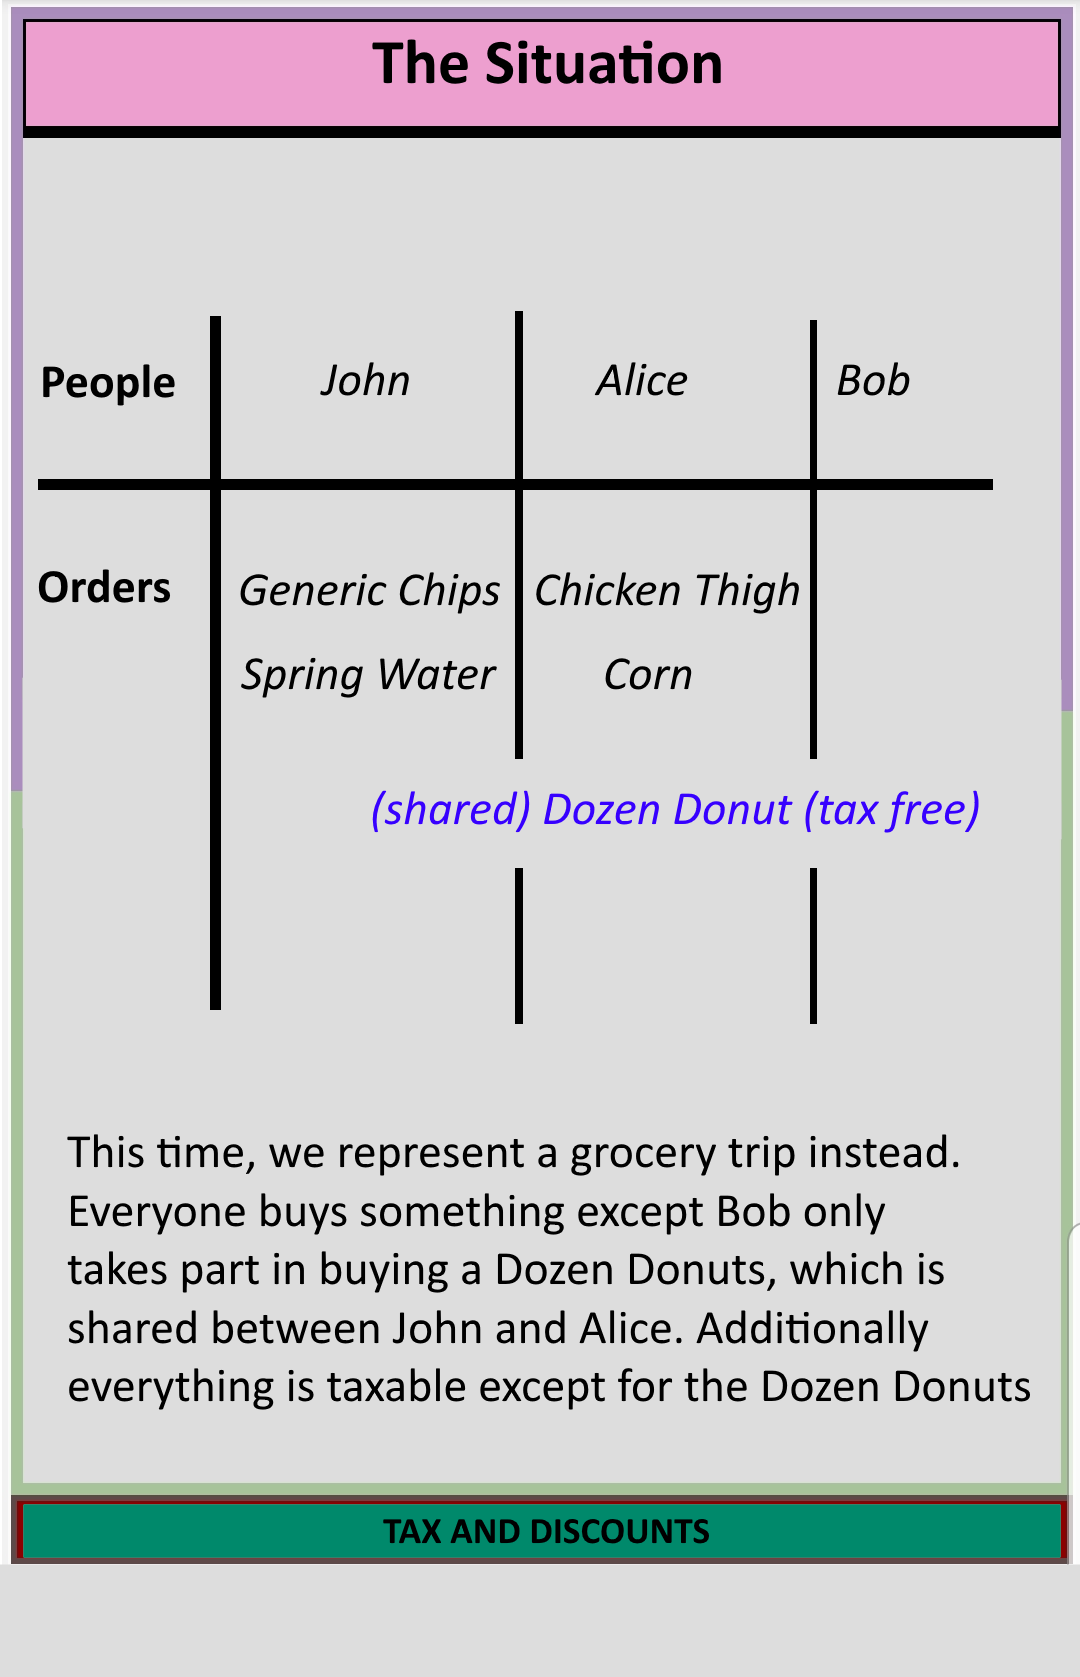 The Situation
People John Alice Bob
Orders Generic Chips Chicken Thigh
Spring Water Corn
(shared) Dozen Donut (tax free)
This time, we represent a grocery trip instead.
Everyone buys something except Bob only
takes part in buying a Dozen Donuts, which is
shared between John and Alice. Additionally
everything is taxable except for the Dozen Donuts
TAX AND DISCOUNTS